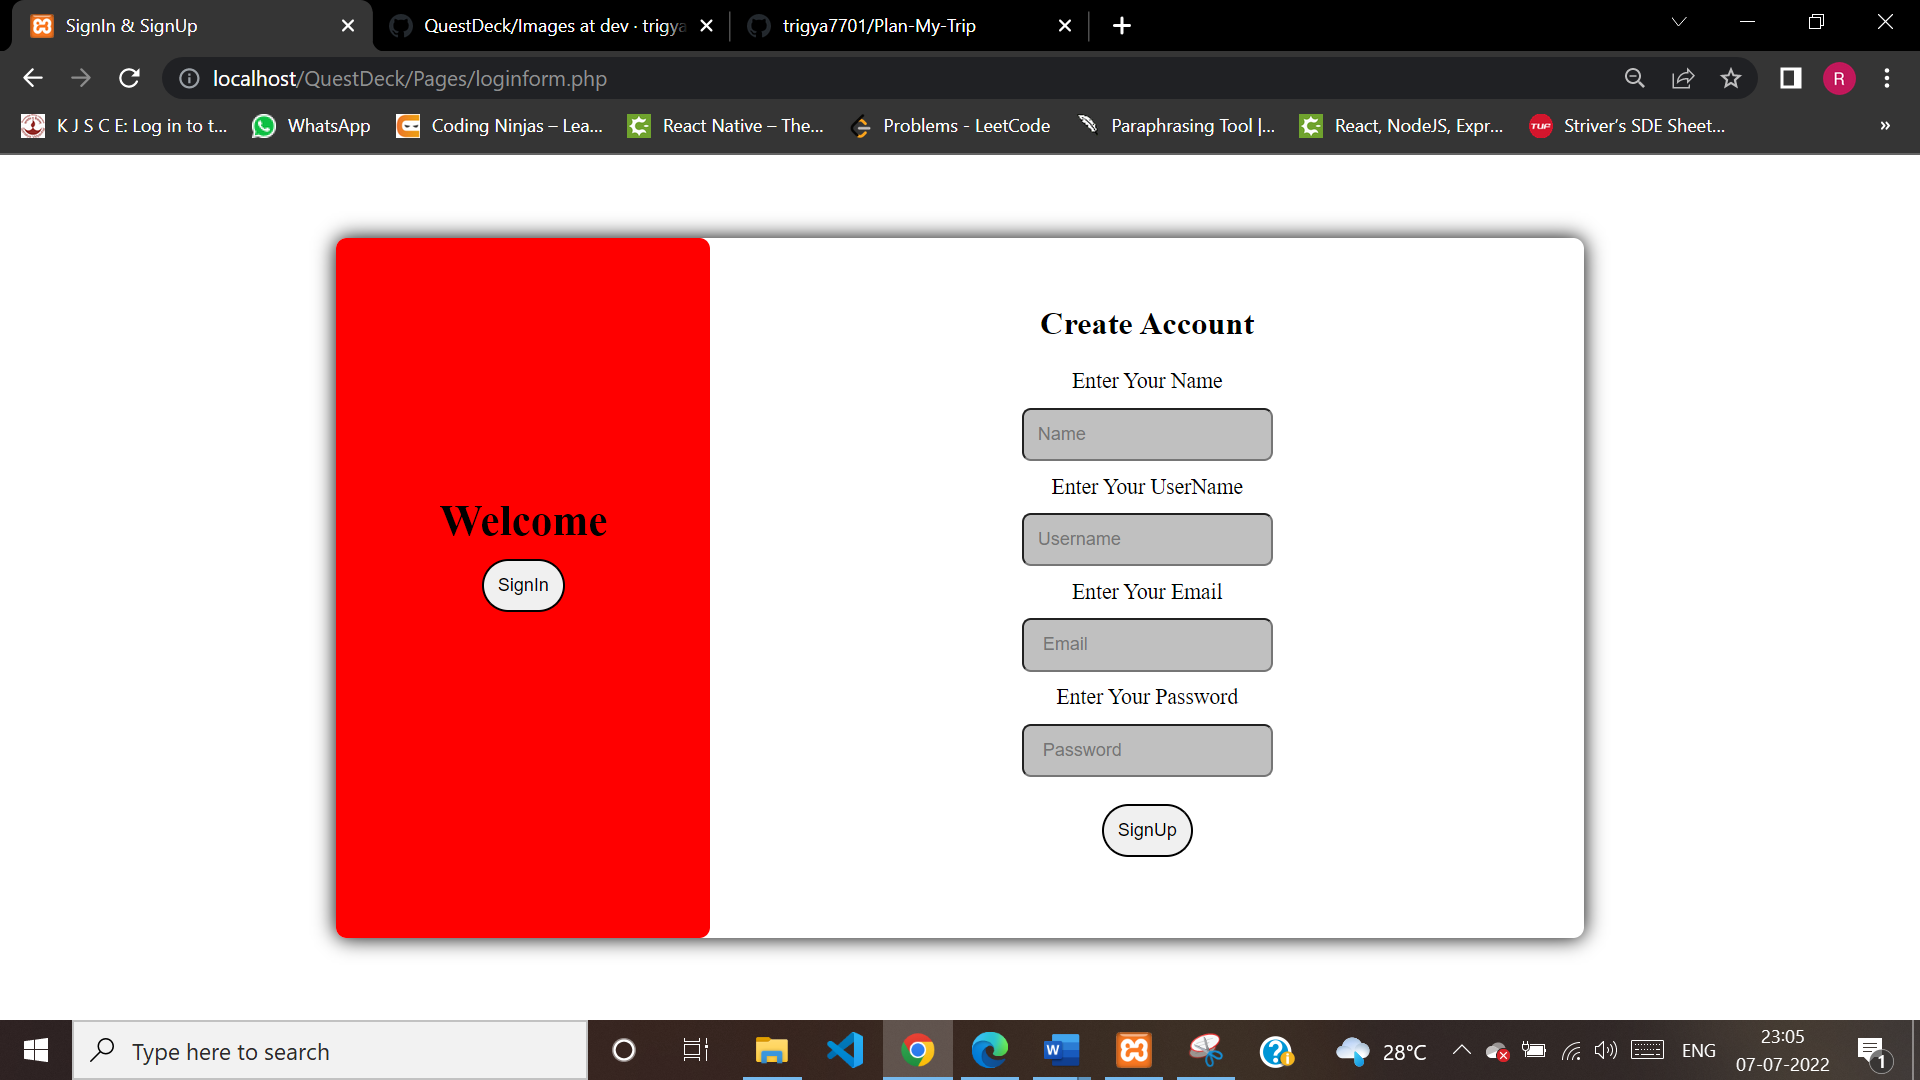 SignIn & SignUp
QuestDeck/Images at dev · trigya
trigya7701/Plan-My-Trip
localhost/QuestDeck/Pages/loginform.php
R
K J S C E: Log in to t...
WhatsApp
Coding Ninjas – Lea...
React Native – The...
Problems - LeetCode
Paraphrasing Tool |...
React, NodeJS, Expr...
TUF
Striver's SDE Sheet...
»
Create Account
Enter Your Name
Name
Enter Your UserName
Username
Enter Your Email
Email
Enter Your Password
Password
SignUp
Welcome
SignIn
Type here to search
28°C
ENG
23:05
07-07-2022
1